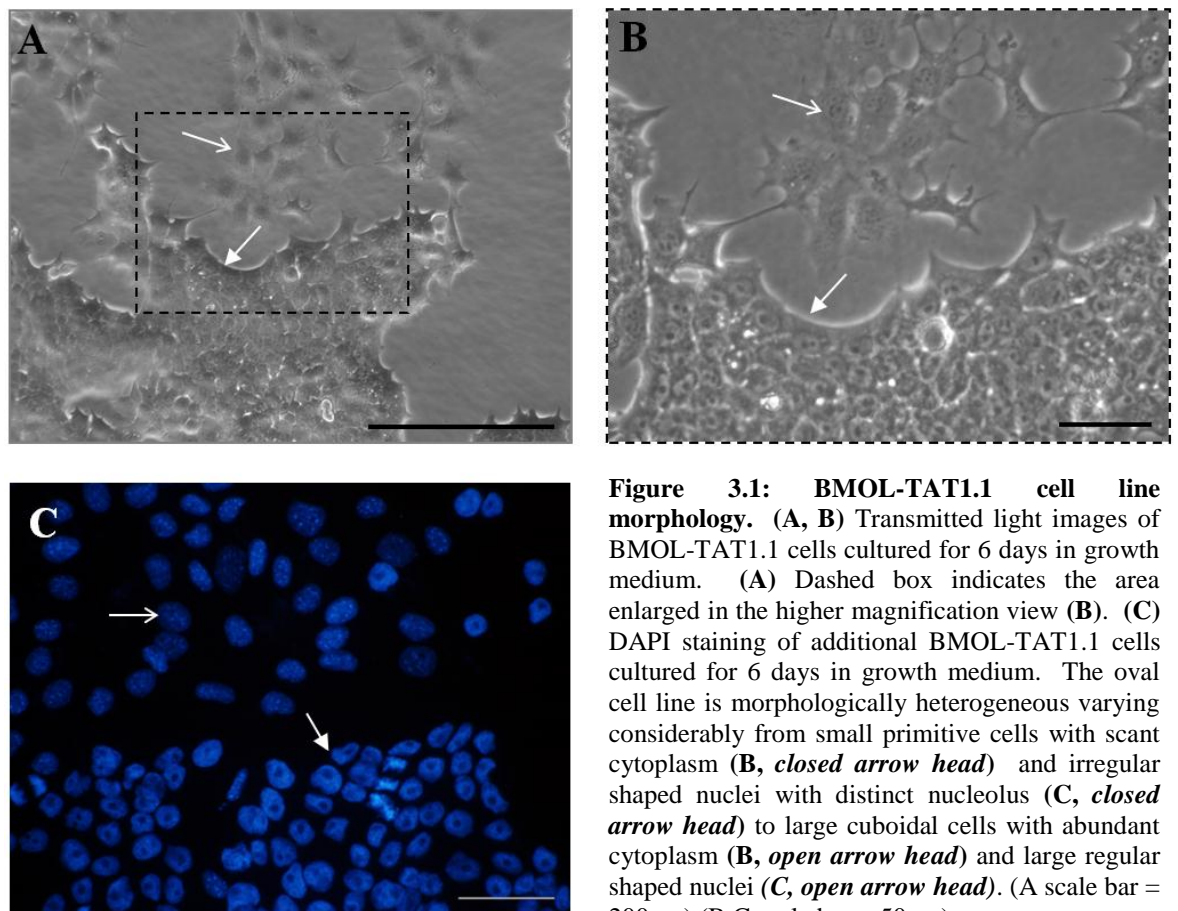 A
B
C
Figure 3.1: BMOL-TAT1.1 cell line
morphology. (A, B) Transmitted light images of
BMOL-TAT1.1 cells cultured for 6 days in growth
medium. (A) Dashed box indicates the area
enlarged in the higher magnification view (B). (C)
DAPI staining of additional BMOL-TAT1.1 cells
cultured for 6 days in growth medium. The oval
cell line is morphologically heterogeneous varying
considerably from small primitive cells with scant
cytoplasm (B, closed arrow head) and irregular
shaped nuclei with distinct nucleolus (C, closed
arrow head) to large cuboidal cells with abundant
cytoplasm (B, open arrow head) and large regular
shaped nuclei (C, open arrow head). (A scale bar =